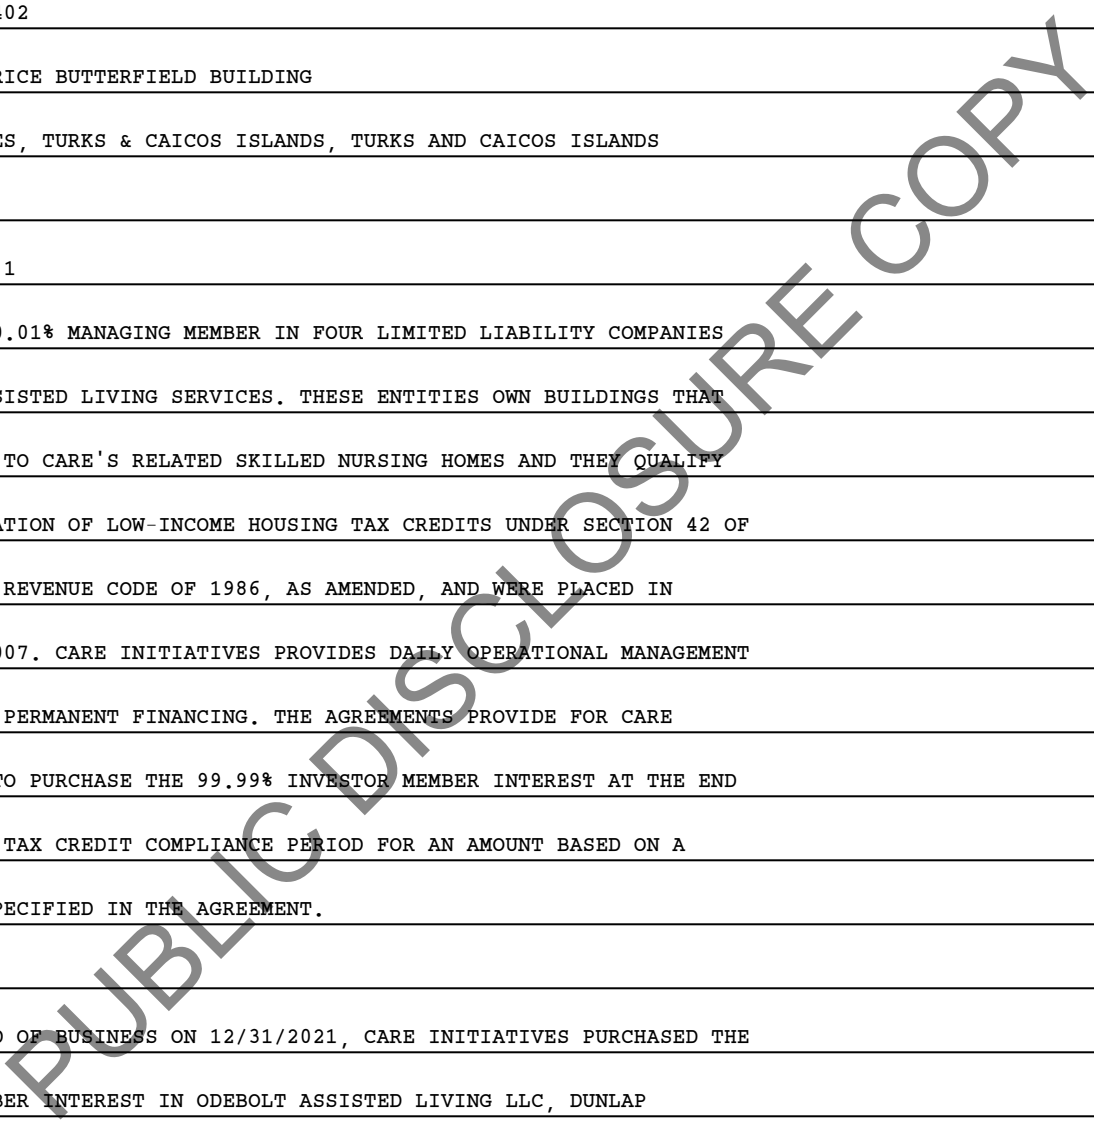 402
RICE BUTTERFIELD BUILDING
ES, TURKS & CAICOS ISLANDS, TURKS AND CAICOS ISLANDS
1
0.01% MANAGING MEMBER IN FOUR LIMITED LIABILITY COMPANIES
SISTED LIVING SERVICES. THESE ENTITIES OWN BUILDINGS THAT
TO CARE'S RELATED SKILLED NURSING HOMES AND THEY QUALIFY
ATION OF LOW-INCOME HOUSING TAX CREDITS UNDER SECTION 42 OF
REVENUE CODE OF 1986, AS AMENDED, AND WERE PLACED IN
007. CARE INITIATIVES PROVIDES DAILY OPERATIONAL MANAGEMENT
PERMANENT FINANCING. THE AGREEMENTS PROVIDE FOR CARE
TO PURCHASE THE 99.99% INVESTOR MEMBER INTEREST AT THE END
TAX CREDIT COMPLIANCE PERIOD FOR AN AMOUNT BASED ON A
PECIFIED IN THE AGREEMENT.
D OF BUSINESS ON 12/31/2021, CARE INITIATIVES PURCHASED THE
BER INTEREST IN ODEBOLT ASSISTED LIVING LLC, DUNLAP
PUBLIC DISCLOSURE COPY